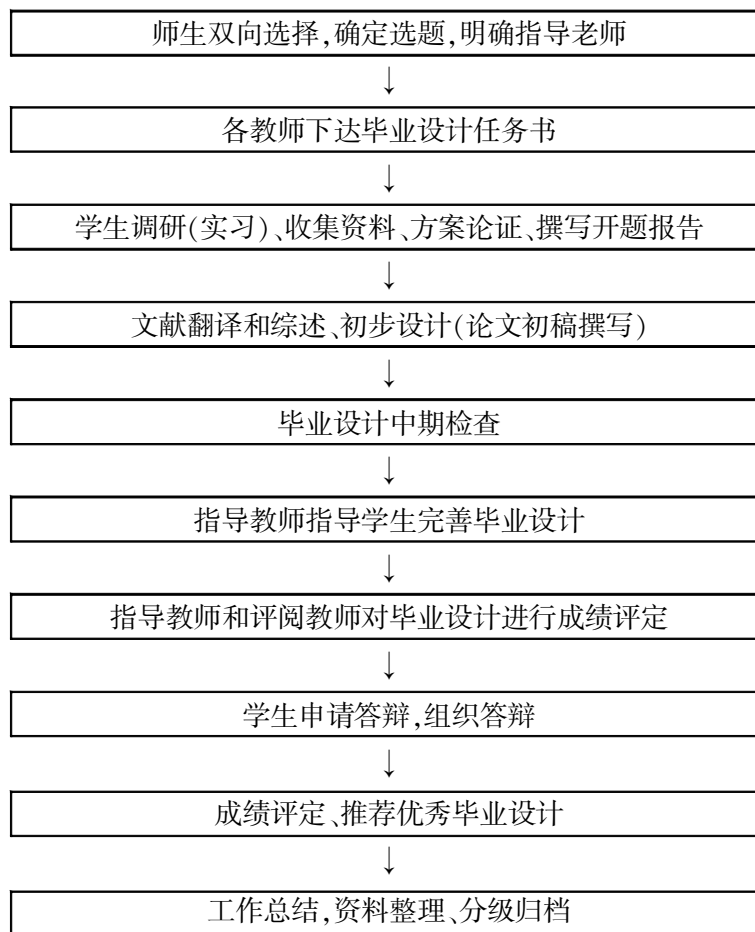 师生双向选择,确定选题,明确指导老师
↓
各教师下达毕业设计任务书
↓
学生调研(实习)、收集资料、方案论证、撰写开题报告
↓
文献翻译和综述、初步设计(论文初稿撰写)
↓
毕业设计中期检查
↓
指导教师指导学生完善毕业设计
↓
指导教师和评阅教师对毕业设计进行成绩评定
↓
学生申请答辩,组织答辩
↓
成绩评定、推荐优秀毕业设计
↓
工作总结,资料整理、分级归档